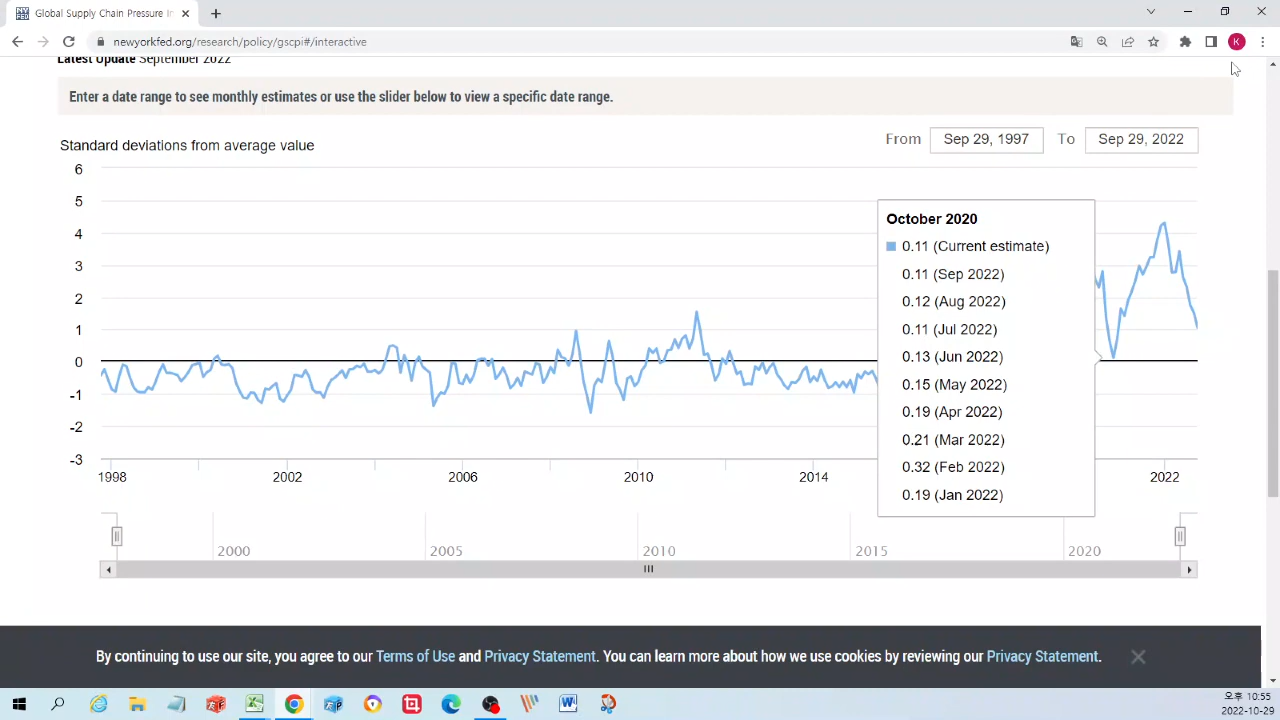 Global Supply Chain Pressure In
newyorkfed.org/research/policy/gscpi#/interactive
K
Latest Update September 2022
Enter a date range to see monthly estimates or use the slider below to view a specific date range.
Standard deviations from average value
From Sep 29, 1997 To Sep 29, 2022
6
5
4
3
2
1
0
-1
-2
-3
October 2020
0.11 (Current estimate)
0.11 (Sep 2022)
0.12 (Aug 2022)
0.11 (Jul 2022)
0.13 (Jun 2022)
0.15 (May 2022)
0.19 (Apr 2022)
0.21 (Mar 2022)
0.32 (Feb 2022)
0.19 (Jan 2022)
1998 2002 2006 2010 2014 2022
2000 2005 2010 2015 2020
By continuing to use our site, you agree to our Terms of Use and Privacy Statement. You can learn more about how we use cookies by reviewing our Privacy Statement.
오후 10:55
2022-10-29